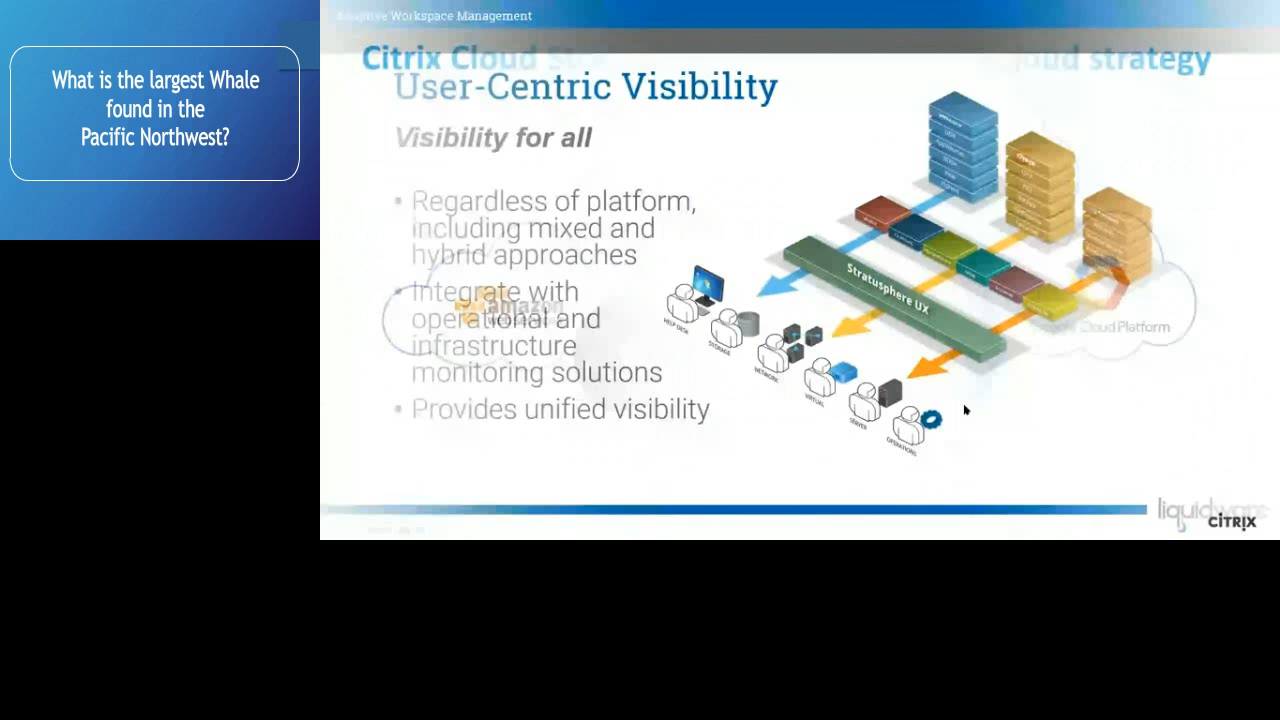 What is the largest Whale
found in the
Pacific Northwest?
Adaptive Workspace Management
Citrix Cloud
cloud strategy
User-Centric Visibility
Visibility for all
• Regardless of platform,
including mixed and
hybrid approaches
• Integrate with
operational and
infrastructure
monitoring solutions
• Provides unified visibility
amazon
Stratusphere UX
Cloud Platform
HELP DESK
STORAGE
NETWORK
VIRTUAL
SERVER
OPERATIONS
liquidware
CITRIX